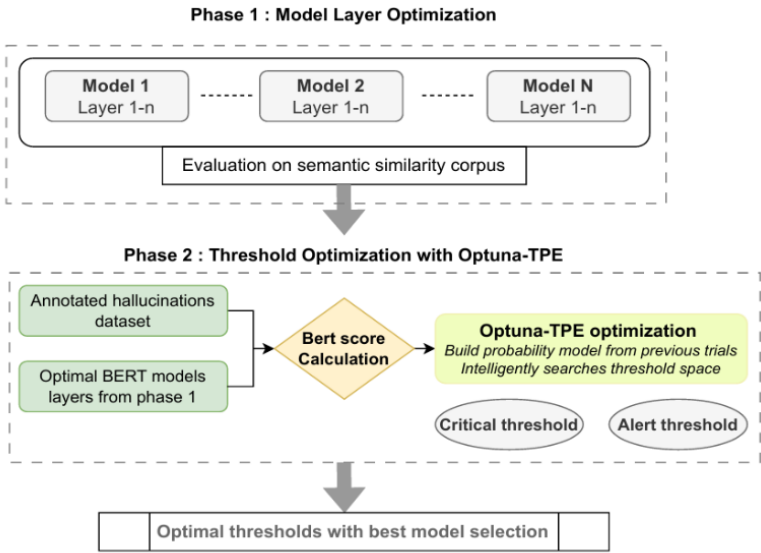 Phase 1 : Model Layer Optimization
Model 1
Layer 1-n
Model 2
Layer 1-n
Model N
Layer 1-n
Evaluation on semantic similarity corpus
Phase 2 : Threshold Optimization with Optuna-TPE
Annotated hallucinations
dataset
Optimal BERT models
layers from phase 1
Bert score
Calculation
Optuna-TPE optimization
Build probability model from previous trials
Intelligently searches threshold space
Critical threshold
Alert threshold
Optimal thresholds with best model selection